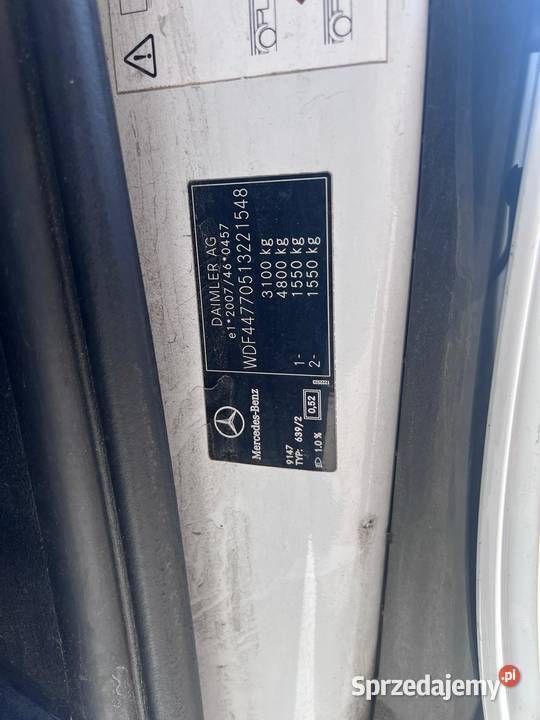 DAIMLER AG
e1*2007/46*0457
WDF44770513221548
3100 kg
4800 kg
1- 1550 kg
2- 1550 kg
Mercedes-Benz
9147
TYP: 639/2
0,52
1.0 %
Sprzedajemy.pl